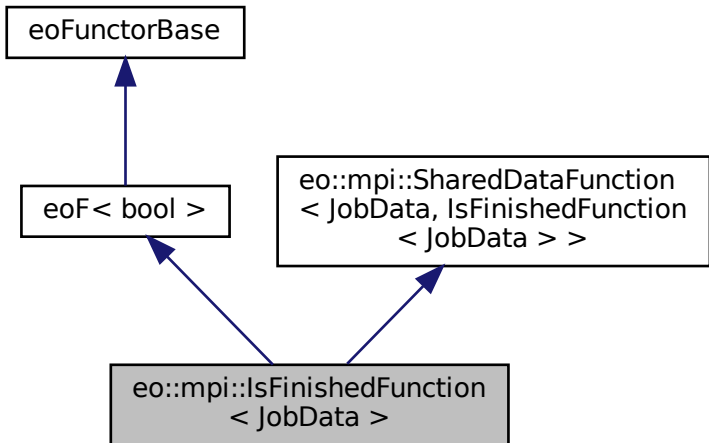 eoFunctorBase
eo::mpi::SharedDataFunction
< JobData, IsFinishedFunction
< JobData > >
eoF< bool >
eo::mpi::IsFinishedFunction
< JobData >